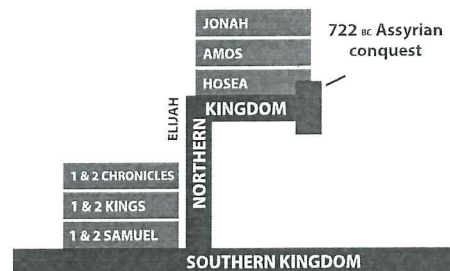 JONAH
AMOS
HOSEA
722 BC Assyrian
conquest
KINGDOM
ELIJAH
NORTHERN
1 & 2 CHRONICLES
1 & 2 KINGS
1 & 2 SAMUEL
SOUTHERN KINGDOM